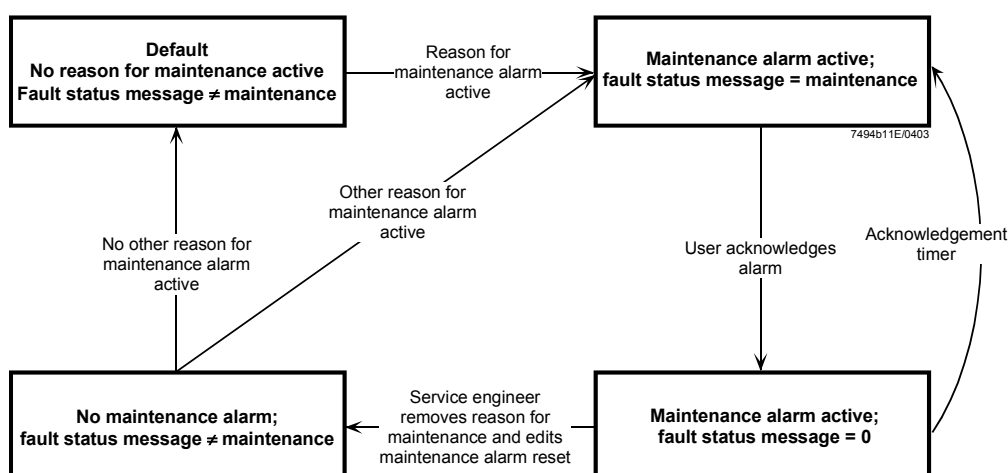 Default
No reason for maintenance active
Fault status message ≠ maintenance
Reason for
maintenance alarm
active
Maintenance alarm active;
fault status message = maintenance
7494b11E/0403
Other reason for
maintenance alarm
active
No other reason for
maintenance alarm
active
User acknowledges
alarm
Acknowledgement
timer
No maintenance alarm;
fault status message ≠ maintenance
Service engineer
removes reason for
maintenance and edits
maintenance alarm reset
Maintenance alarm active;
fault status message = 0